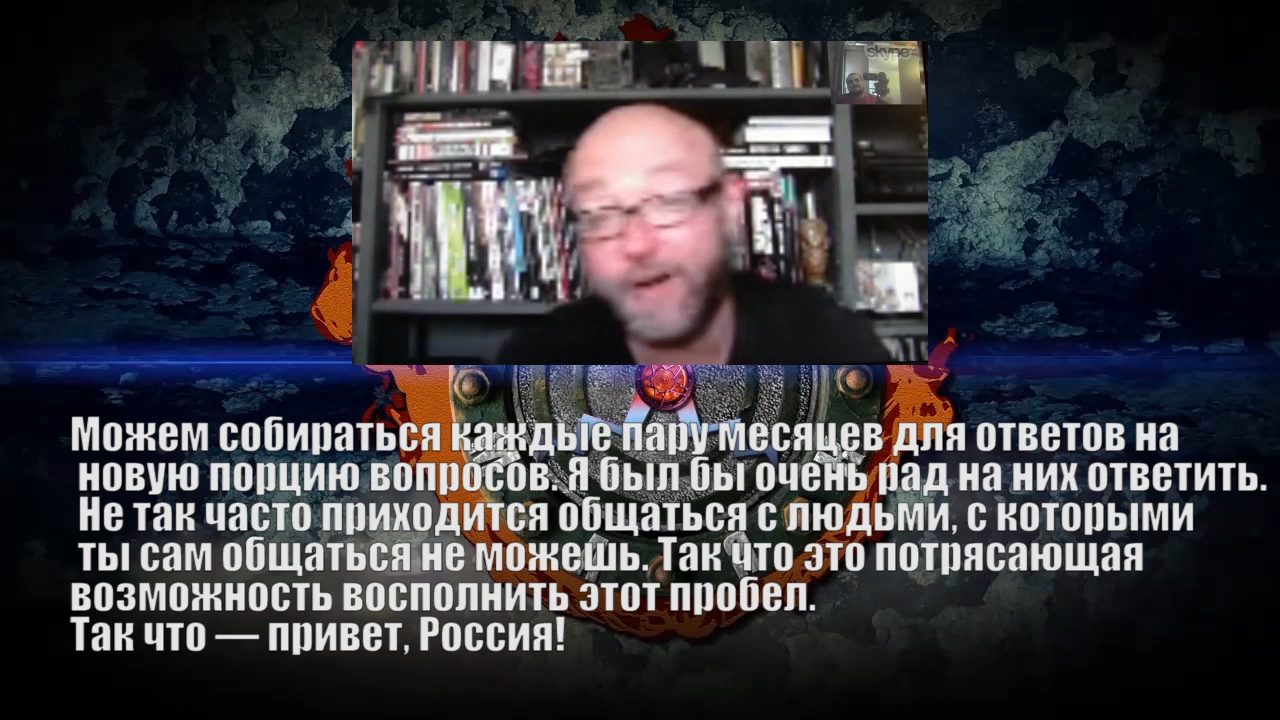 skype
Можем собираться каждые пару месяцев для ответов на
новую порцию вопросов. Я был бы очень рад на них ответить.
Не так часто приходится общаться с людьми, с которыми
ты сам общаться не можешь. Так что это потрясающая
возможность восполнить этот пробел.
Так что — привет, Россия!